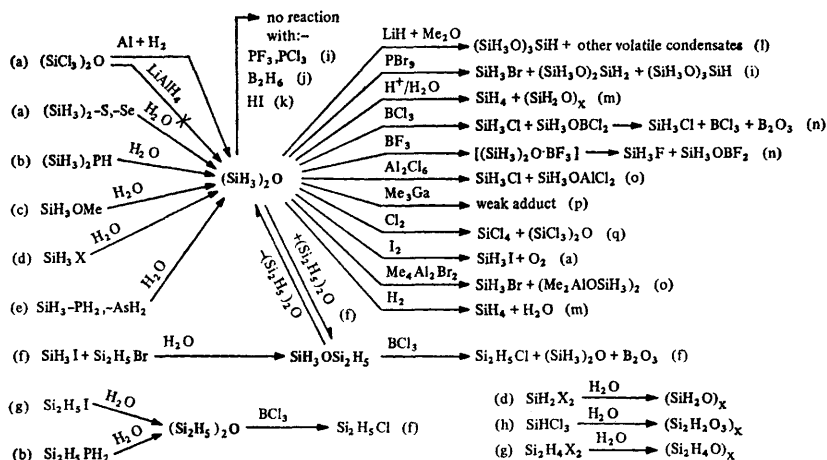 no reaction
with:-
PF₃,PCl₃ (i)
B₂H₆ (j)
HI (k)
(a) (SiCl₃)₂O
Al + H₂
LiAlH₄
(a) (SiH₃)₂-S,-Se
H₂O
(b) (SiH₃)₂PH
H₂O
(c) SiH₃OMe
H₂O
(d) SiH₃X
H₂O
(e) SiH₃-PH₂,-AsH₂
H₂O
(SiH₃)₂O
LiH + Me₂O
(SiH₃O)₃SiH + other volatile condensates (l)
PBr₉
SiH₃Br + (SiH₃O)₂SiH₂ + (SiH₃O)₃SiH (i)
H⁺/H₂O
SiH₄ + (SiH₂O)ₓ (m)
BCl₃
SiH₃Cl + SiH₃OBCl₂ → SiH₃Cl + BCl₃ + B₂O₃ (n)
BF₃
[(SiH₃)₂O·BF₃] → SiH₃F + SiH₃OBF₂ (n)
Al₂Cl₆
SiH₃Cl + SiH₃OAlCl₂ (o)
Me₃Ga
weak adduct (p)
Cl₂
SiCl₄ + (SiCl₃)₂O (q)
I₂
SiH₃I + O₂ (a)
Me₄Al₂Br₂
SiH₃Br + (Me₂AlOSiH₃)₂ (o)
H₂
SiH₄ + H₂O (m)
-(Si₂H₅)₂O
+(Si₂H₅)₂O
(f)
(f) SiH₃I + Si₂H₅Br
H₂O
SiH₃OSi₂H₅
BCl₃
Si₂H₅Cl + (SiH₃)₂O + B₂O₃ (f)
(g) Si₂H₅I
H₂O
(b) Si₂H₅PH₂
H₂O
(Si₂H₅)₂O
BCl₃
Si₂H₅Cl (f)
(d) SiH₂X₂
H₂O
(SiH₂O)ₓ
(h) SiHCl₃
H₂O
(Si₂H₂O₃)ₓ
(g) Si₂H₄X₂
H₂O
(Si₂H₄O)ₓ